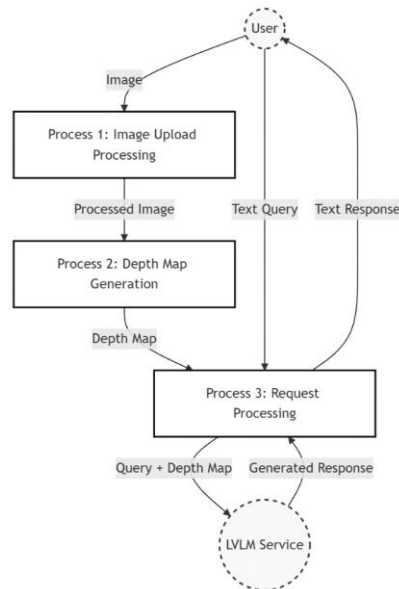 User
Image
Process 1: Image Upload
Processing
Processed Image
Text Query
Text Response
Process 2: Depth Map
Generation
Depth Map
Process 3: Request
Processing
Query + Depth Map
Generated Response
LVLM Service